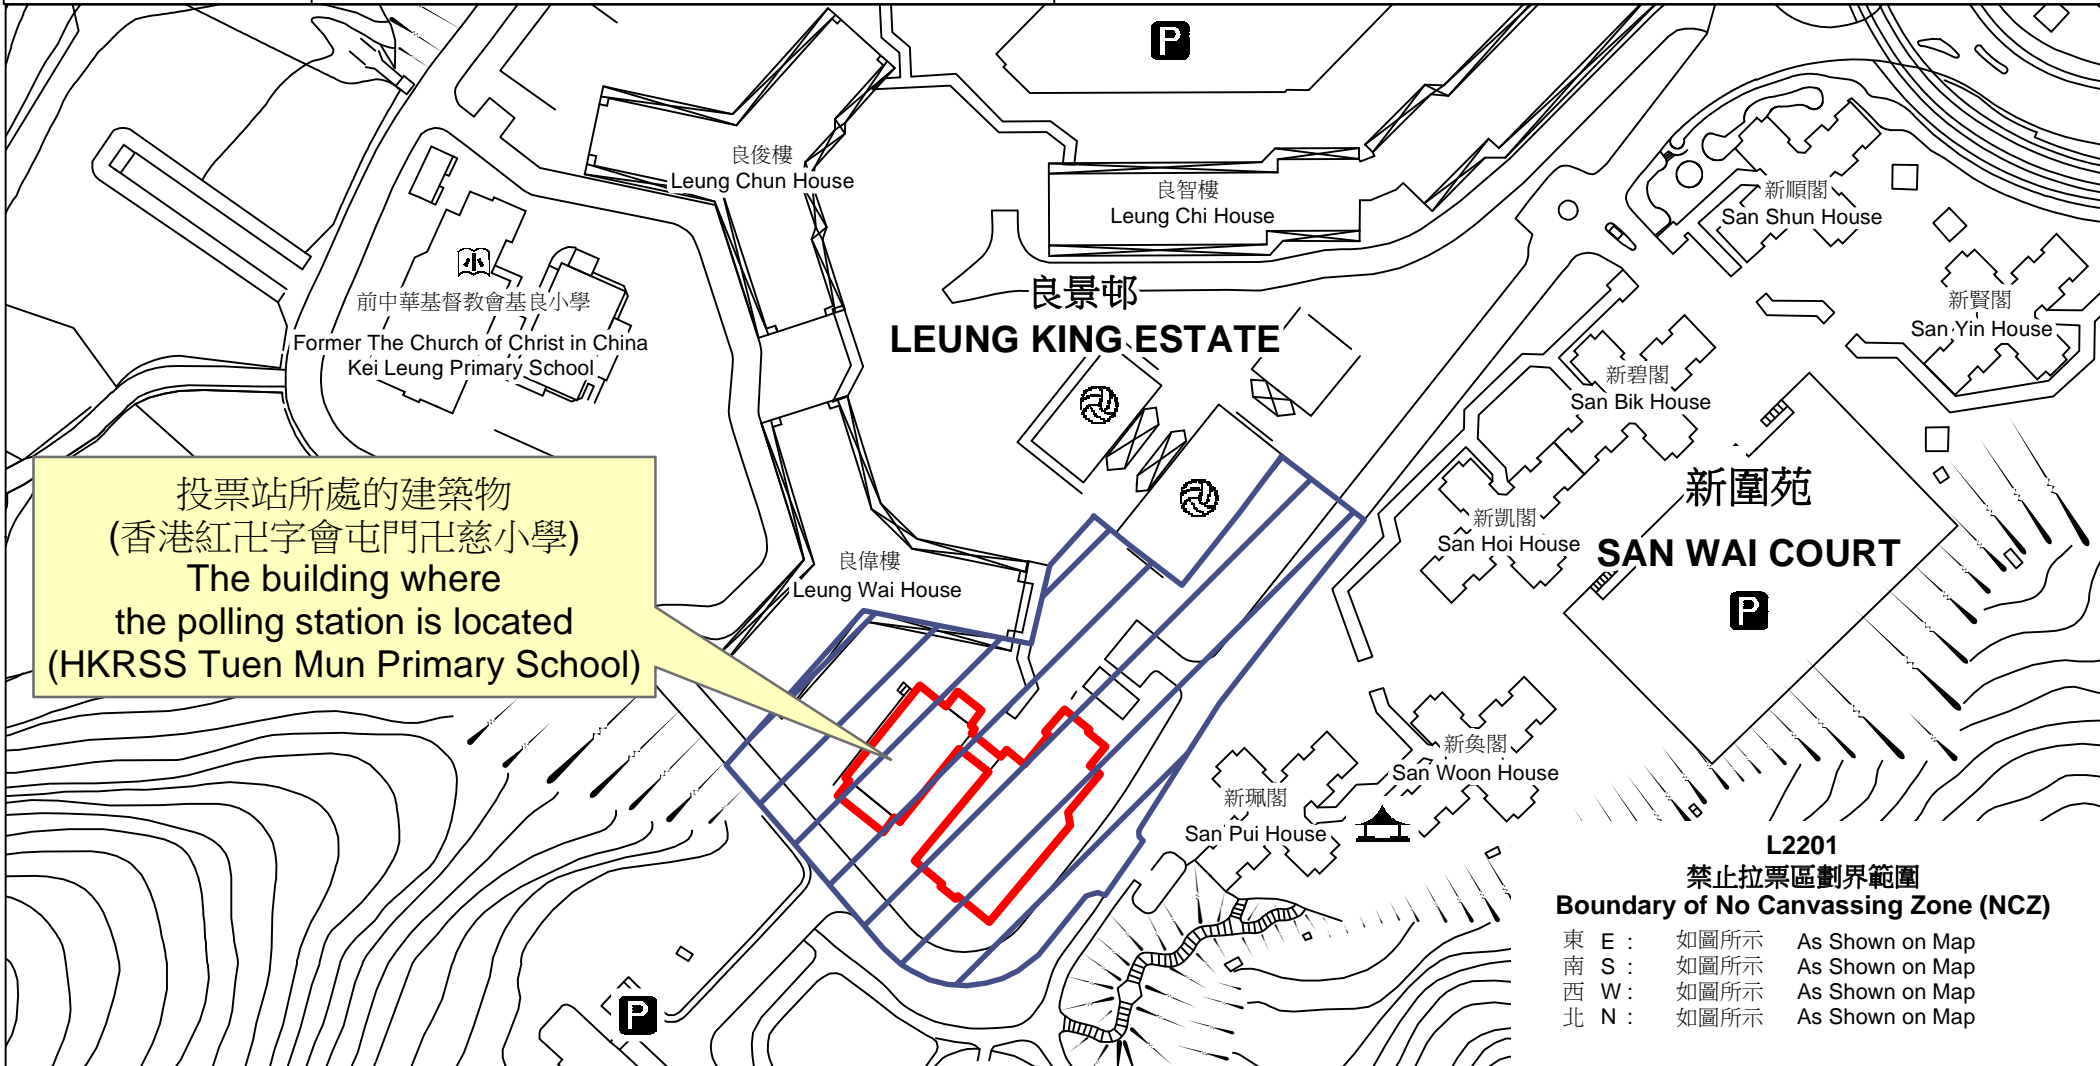 P
良俊樓
Leung Chun House
良智樓
Leung Chi House
新順閣
San Shun House
小
前中華基督教會基良小學
Former The Church of Christ in China
Kei Leung Primary School
良景邨
LEUNG KING ESTATE
新賢閣
San Yin House
新碧閣
San Bik House
投票站所處的建築物
(香港紅卍字會屯門卍慈小學)
The building where
the polling station is located
(HKRSS Tuen Mun Primary School)
良偉樓
Leung Wai House
新凱閣
San Hoi House
新圍苑
SAN WAI COURT
P
新奐閣
San Woon House
新珮閣
San Pui House
P
L2201
禁止拉票區劃界範圍
Boundary of No Canvassing Zone (NCZ)
東 E : 如圖所示 As Shown on Map
南 S : 如圖所示 As Shown on Map
西 W : 如圖所示 As Shown on Map
北 N : 如圖所示 As Shown on Map